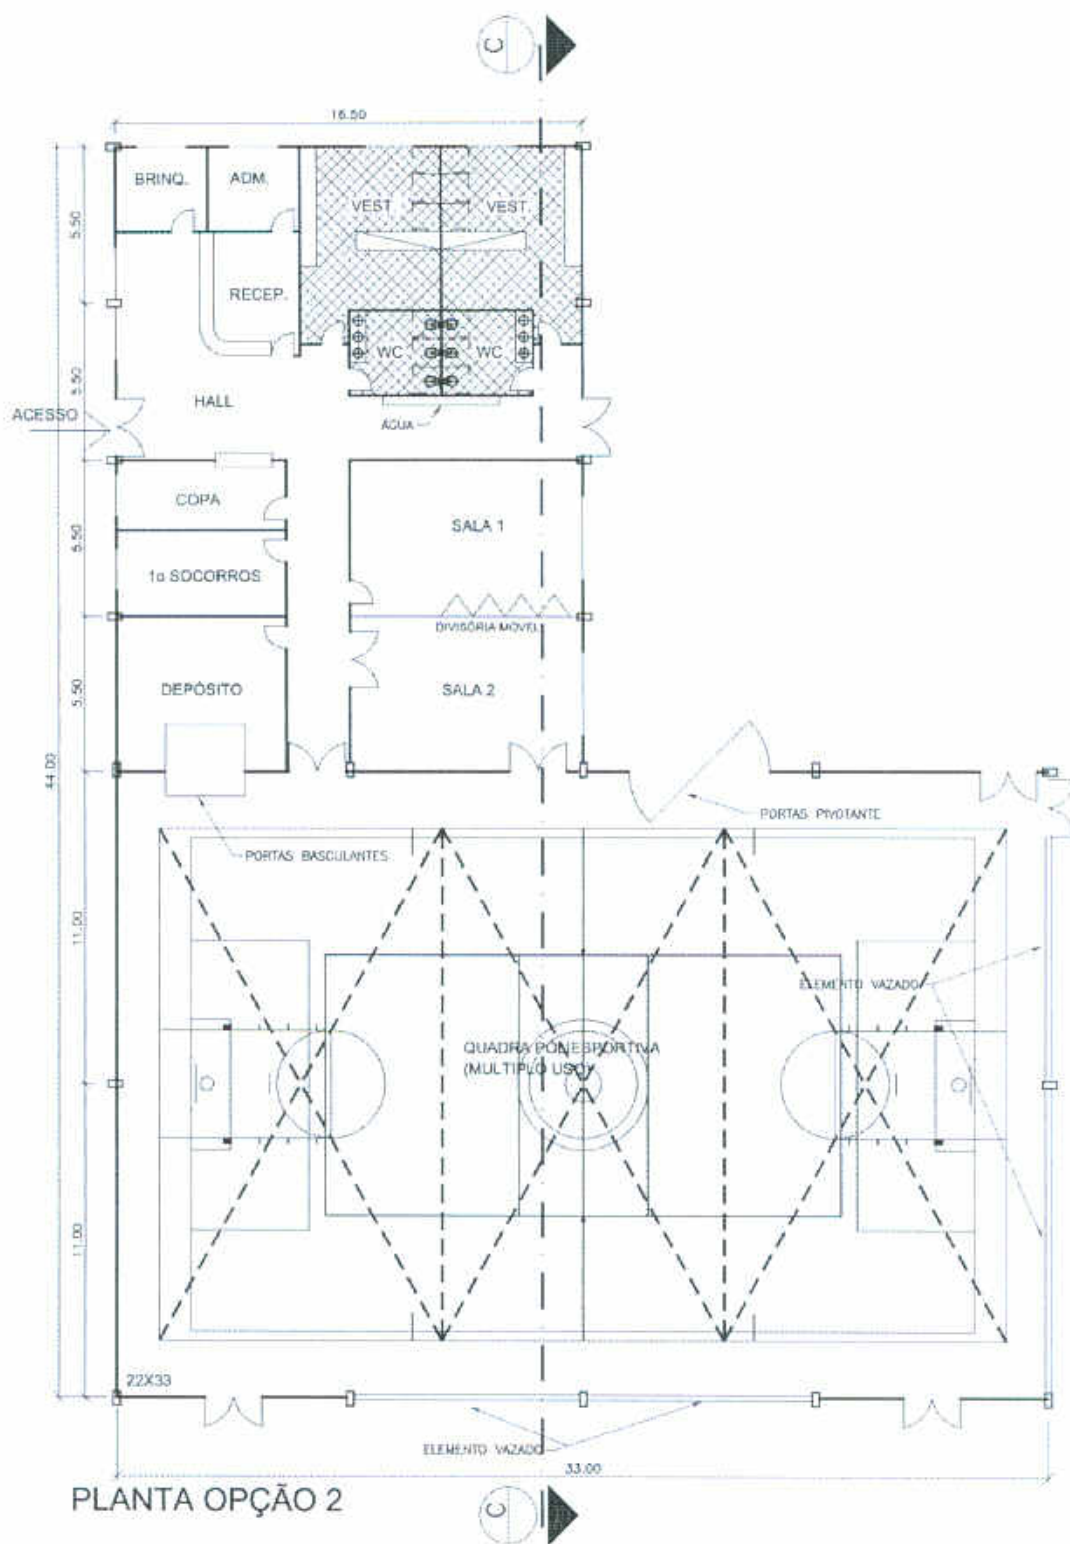 C
16.50
BRINQ.
ADM.
VEST.
VEST.
5.50
RECEP.
WC
WC
5.50
HALL
ACESSO
ÁGUA
COPA
SALA 1
5.50
1o SOCORROS
DIVISÓRIA MOVEL
DEPÓSITO
SALA 2
5.50
44.00
PORTAS PIVOTANTE
PORTAS BASCULANTES
11.00
ELEMENTO VAZADO
QUADRA POLIESPORTIVA
(MULTIPLO USO)
11.00
22X33
ELEMENTO VAZADO
33.00
PLANTA OPÇÃO 2
C